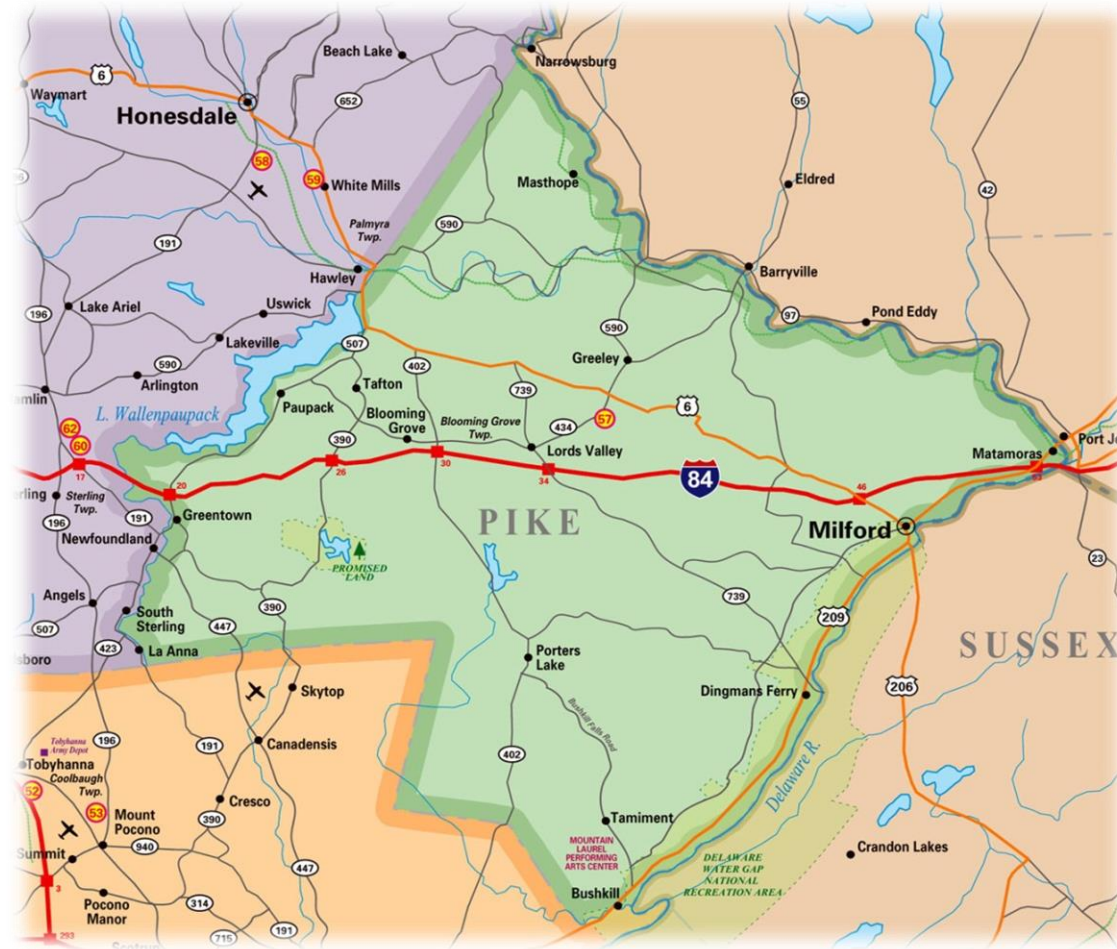 Beach Lake
Narrowsburg
6
Waymart
652
55
Honesdale
58
59
White Mills
Masthope
Eldred
42
Palmyra
Twp.
590
191
Hawley
Barryville
Lake Ariel
Uswick
196
97
Pond Eddy
Lakeville
507
590
590
402
Greeley
Arlington
Tafton
739
L. Wallenpaupack
Paupack
Blooming
Grove
Blooming Grove
Twp.
6
434
57
62
60
390
Lords Valley
Port J
Matamoras
17
20
26
30
34
84
46
53
Sterling
Twp.
196
191
Greentown
PIKE
Milford
Newfoundland
PROMISED
LAND
23
Angels
390
739
507
South
Sterling
447
209
423
La Anna
Porters
Lake
SUSSEX
Skytop
Dingmans Ferry
206
Bushkill Falls Road
Tobyhanna
Army Depot
196
191
Canadensis
402
Tobyhanna
Coolbaugh
Twp.
Delaware R.
52
53
Cresco
Mount
Pocono
390
Tamiment
940
MOUNTAIN
LAUREL
PERFORMING
ARTS CENTER
Summit
447
DELAWARE
WATER GAP
NATIONAL
RECREATION AREA
Crandon Lakes
3
Pocono
Manor
314
191
Bushkill
293
715